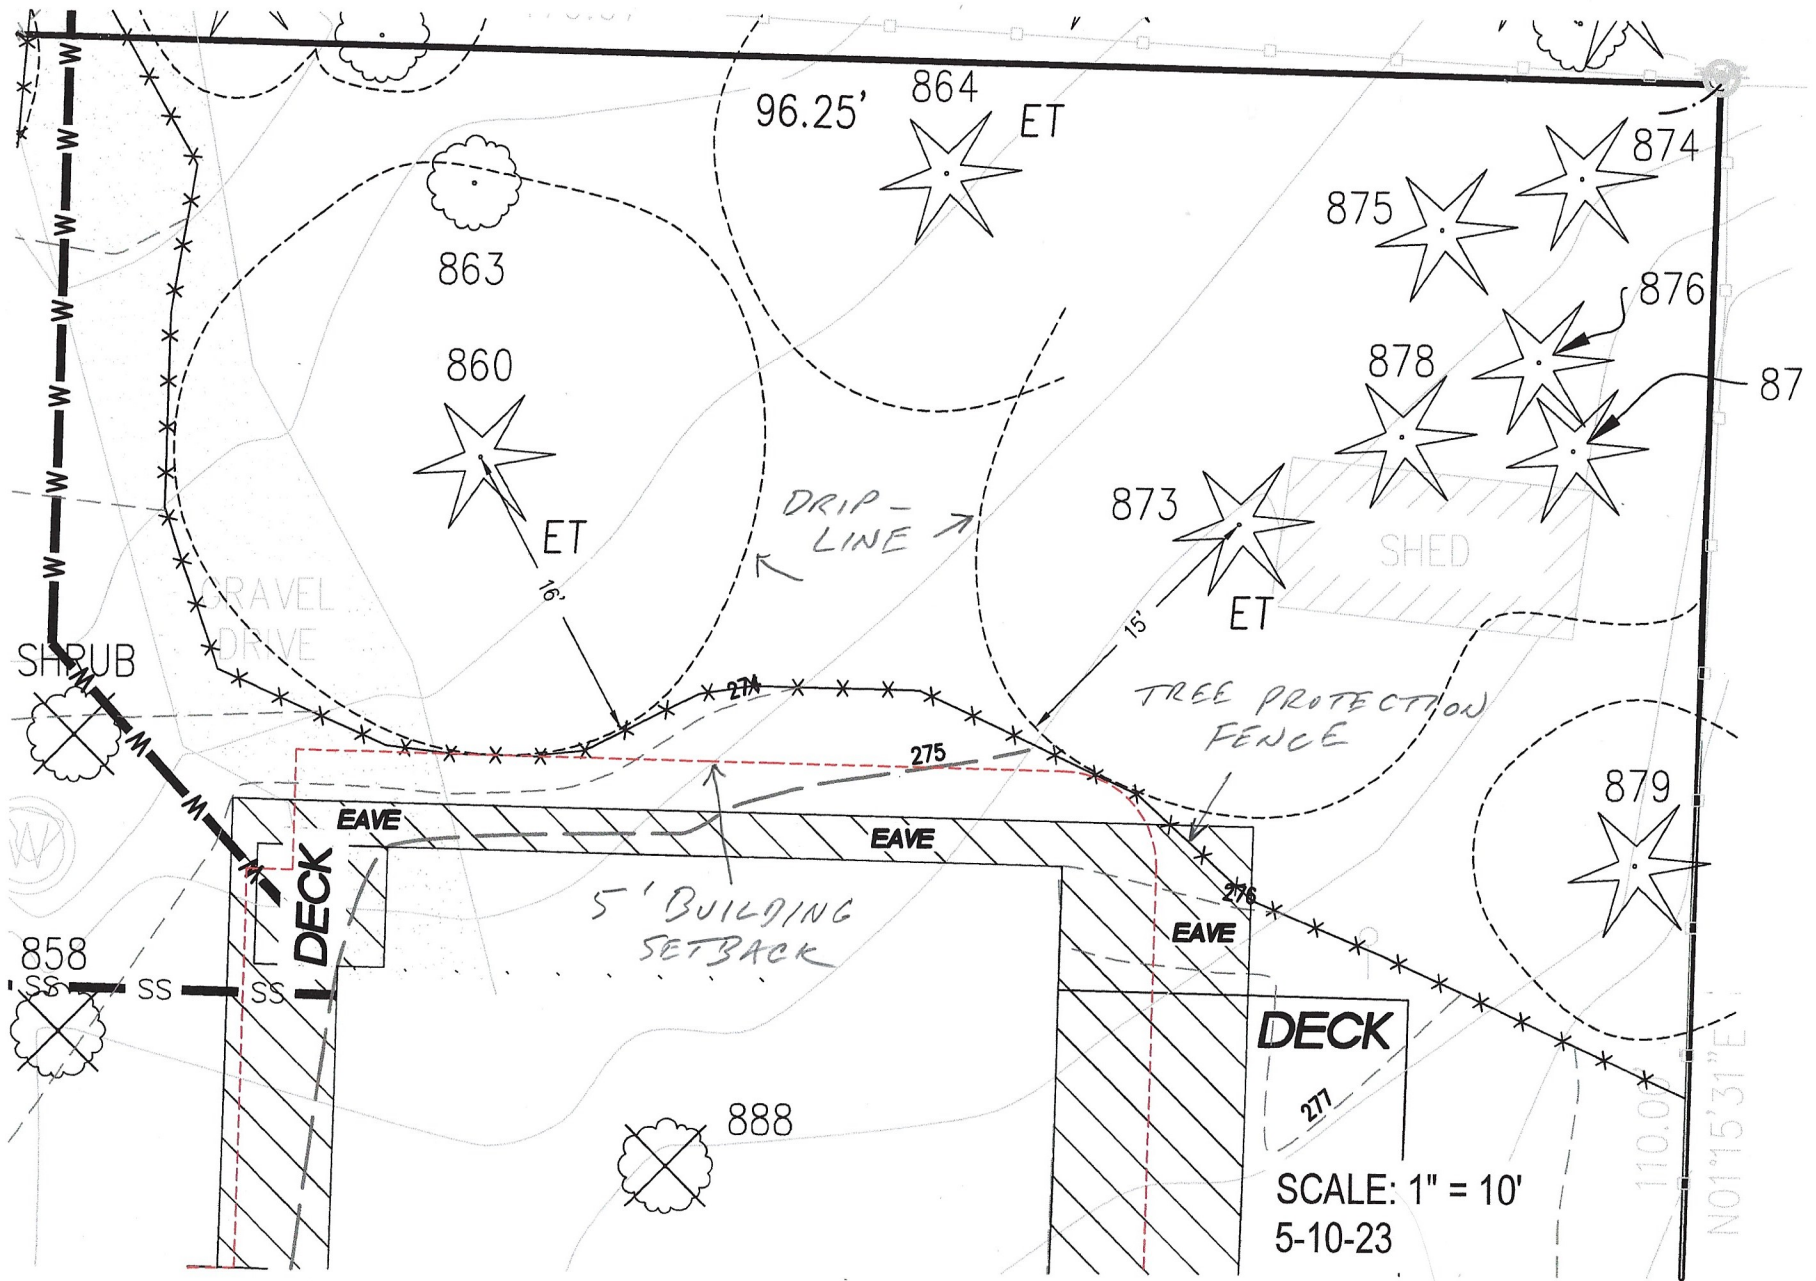 864
96.25'
ET
874
875
863
876
860
878
87
873
DRIP-
LINE
ET
16'
SHED
GRAVEL
DRIVE
ET
15'
SHRUB
274
TREE PROTECTION
FENCE
275
879
EAVE
EAVE
DECK
5' BUILDING
SETBACK
276
EAVE
858
SS SS SS
DECK
277
888
110.0
N01°15'31"E
SCALE: 1" = 10'
5-10-23
W W W W W W W W W W W
W